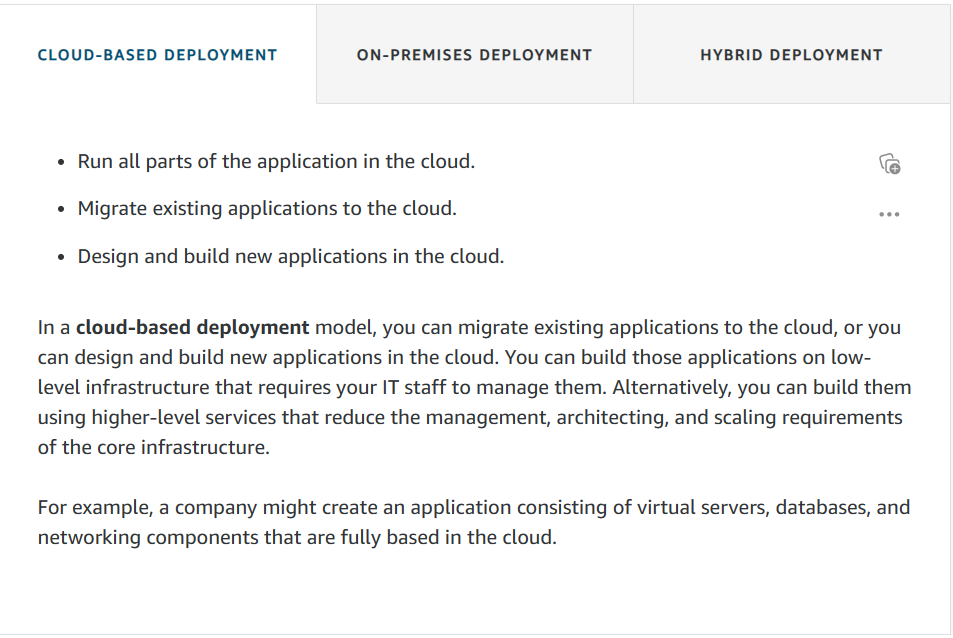 CLOUD-BASED DEPLOYMENT
ON-PREMISES DEPLOYMENT
HYBRID DEPLOYMENT
• Run all parts of the application in the cloud.
• Migrate existing applications to the cloud.
• Design and build new applications in the cloud.
In a cloud-based deployment model, you can migrate existing applications to the cloud, or you
can design and build new applications in the cloud. You can build those applications on low-
level infrastructure that requires your IT staff to manage them. Alternatively, you can build them
using higher-level services that reduce the management, architecting, and scaling requirements
of the core infrastructure.
For example, a company might create an application consisting of virtual servers, databases, and
networking components that are fully based in the cloud.